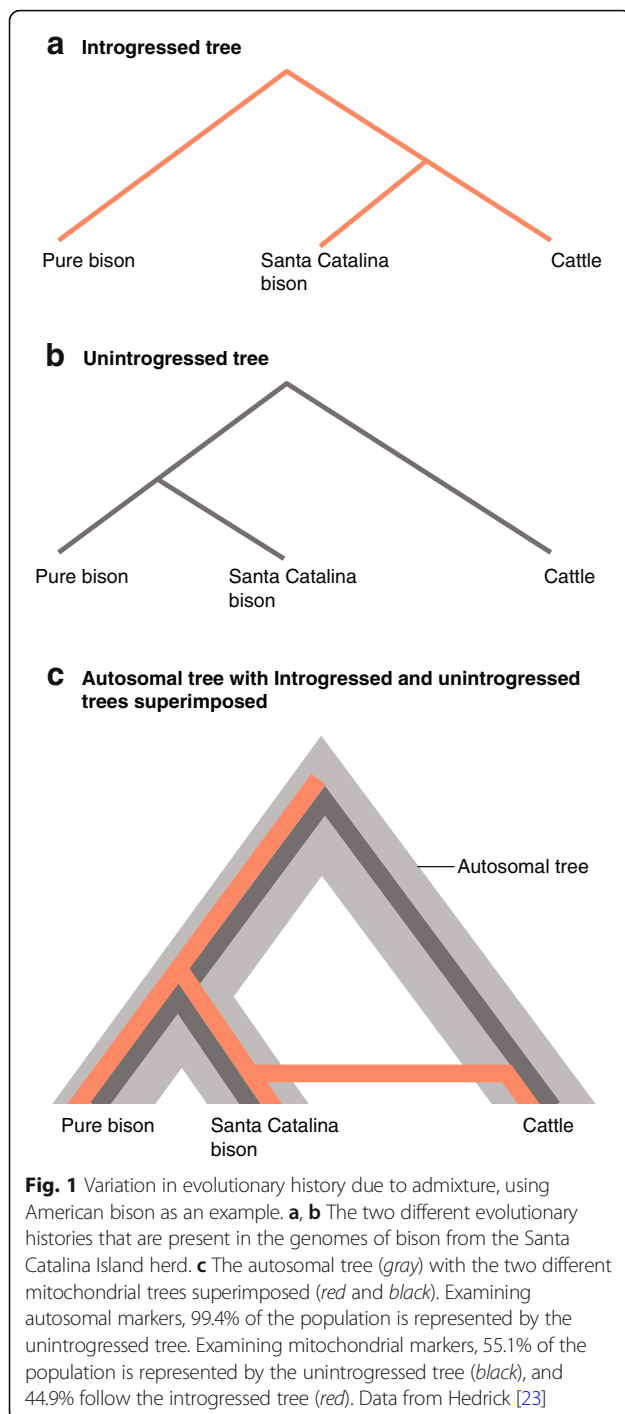 a Introgressed tree
Pure bison
Santa Catalina
bison
Cattle
b Unintrogressed tree
Pure bison
Santa Catalina
bison
Cattle
c Autosomal tree with Introgressed and unintrogressed
trees superimposed
Autosomal tree
Pure bison
Santa Catalina
bison
Cattle
Fig. 1 Variation in evolutionary history due to admixture, using
American bison as an example. a, b The two different evolutionary
histories that are present in the genomes of bison from the Santa
Catalina Island herd. c The autosomal tree (gray) with the two different
mitochondrial trees superimposed (red and black). Examining
autosomal markers, 99.4% of the population is represented by the
unintrogressed tree. Examining mitochondrial markers, 55.1% of the
population is represented by the unintrogressed tree (black), and
44.9% follow the introgressed tree (red). Data from Hedrick [23]